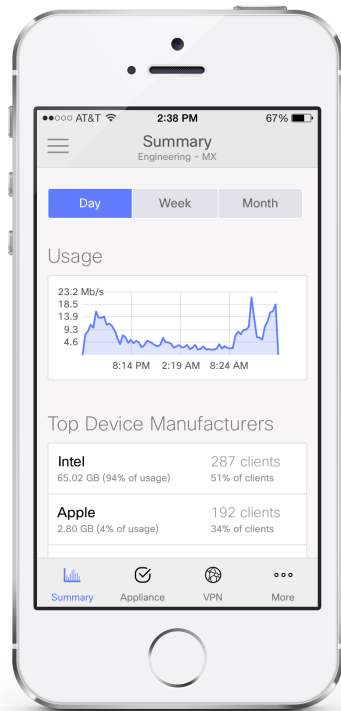 ●●○○○ AT&T 2:38 PM 67%
Summary
Engineering – MX
Day Week Month
Usage
23.2 Mb/s
18.5
13.9
9.3
4.6
8:14 PM 2:19 AM 8:24 AM
Top Device Manufacturers
Intel 287 clients
65.02 GB (94% of usage) 51% of clients
Apple 192 clients
2.80 GB (4% of usage) 34% of clients
Summary Appliance VPN More